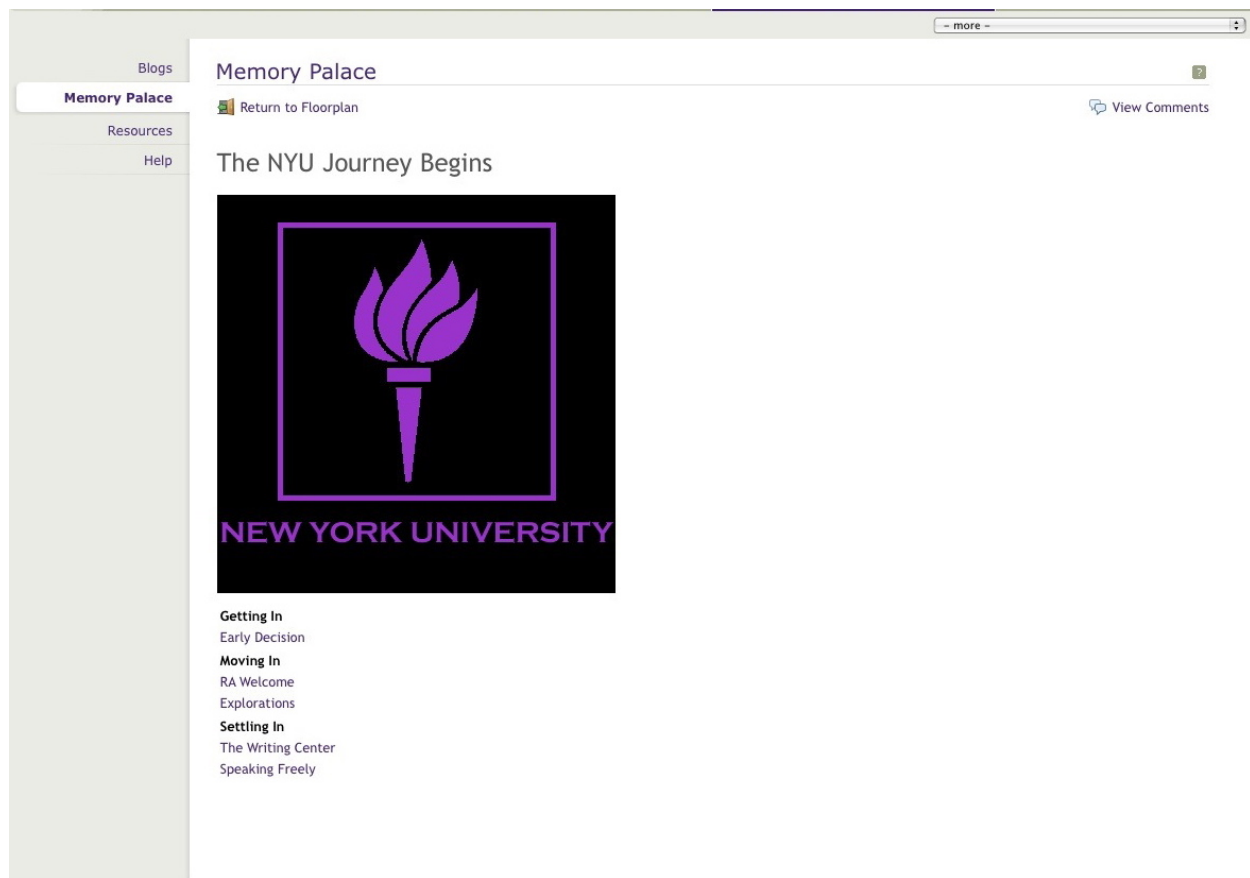 – more –
Blogs
Memory Palace
Resources
Help
Memory Palace
?
Return to Floorplan
View Comments
The NYU Journey Begins
NEW YORK UNIVERSITY
Getting In
Early Decision
Moving In
RA Welcome
Explorations
Settling In
The Writing Center
Speaking Freely